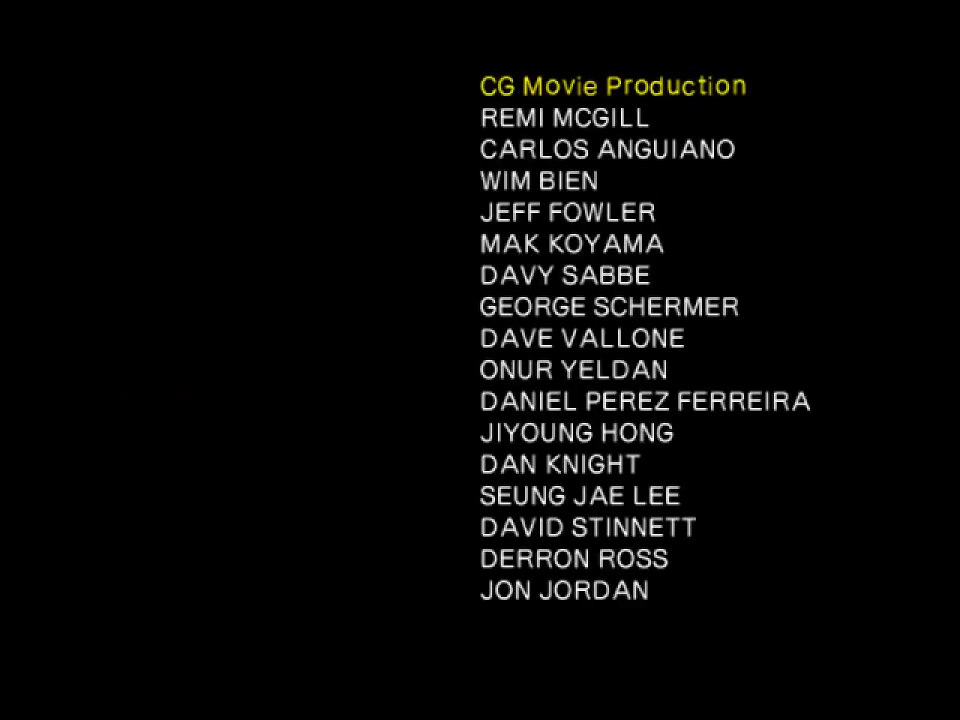 CG Movie Production
REMI MCGILL
CARLOS ANGUIANO
WIM BIEN
JEFF FOWLER
MAK KOYAMA
DAVY SABBE
GEORGE SCHERMER
DAVE VALLONE
ONUR YELDAN
DANIEL PEREZ FERREIRA
JIYOUNG HONG
DAN KNIGHT
SEUNG JAE LEE
DAVID STINNETT
DERRON ROSS
JON JORDAN